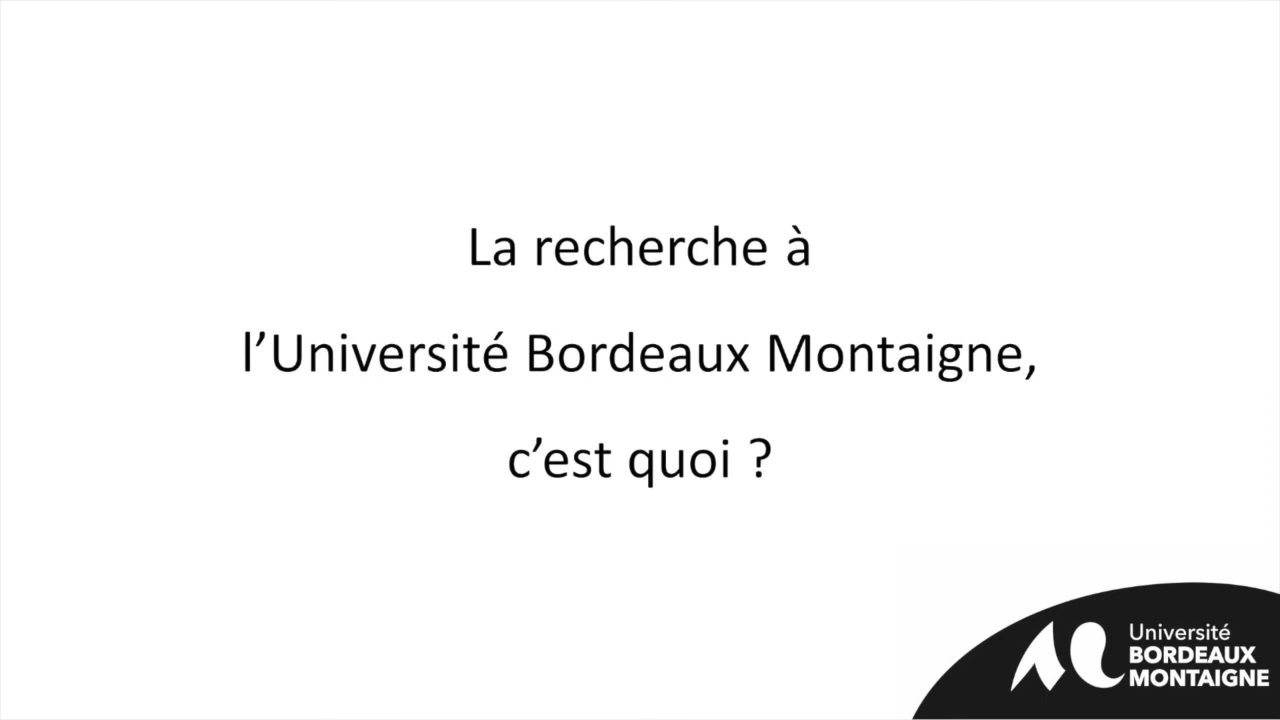 La recherche à
l’Université Bordeaux Montaigne,
c’est quoi ?
Université
BORDEAUX
MONTAIGNE